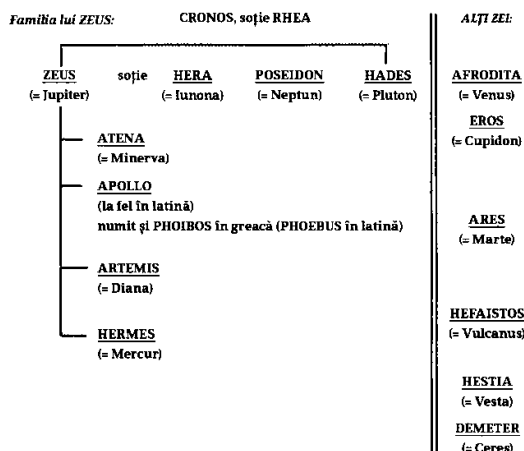 Familia lui ZEUS:
CRONOS, soție RHEA
ZEUS soție HERA POSEIDON HADES
(= Jupiter) (= Iunona) (= Neptun) (= Pluton)
ATENA
(= Minerva)
APOLLO
(la fel în latină)
numit și PHOIBOS în greacà (PHOEBUS în latină)
ARTEMIS
(= Diana)
HERMES
(= Mercur)
ALȚI ZEI:
AFRODITA
(= Venus)
EROS
(= Cupidon)
ARES
(= Marte)
HEFAISTOS
(= Vulcanus)
HESTIA
(= Vesta)
DEMETER
(= Ceres)